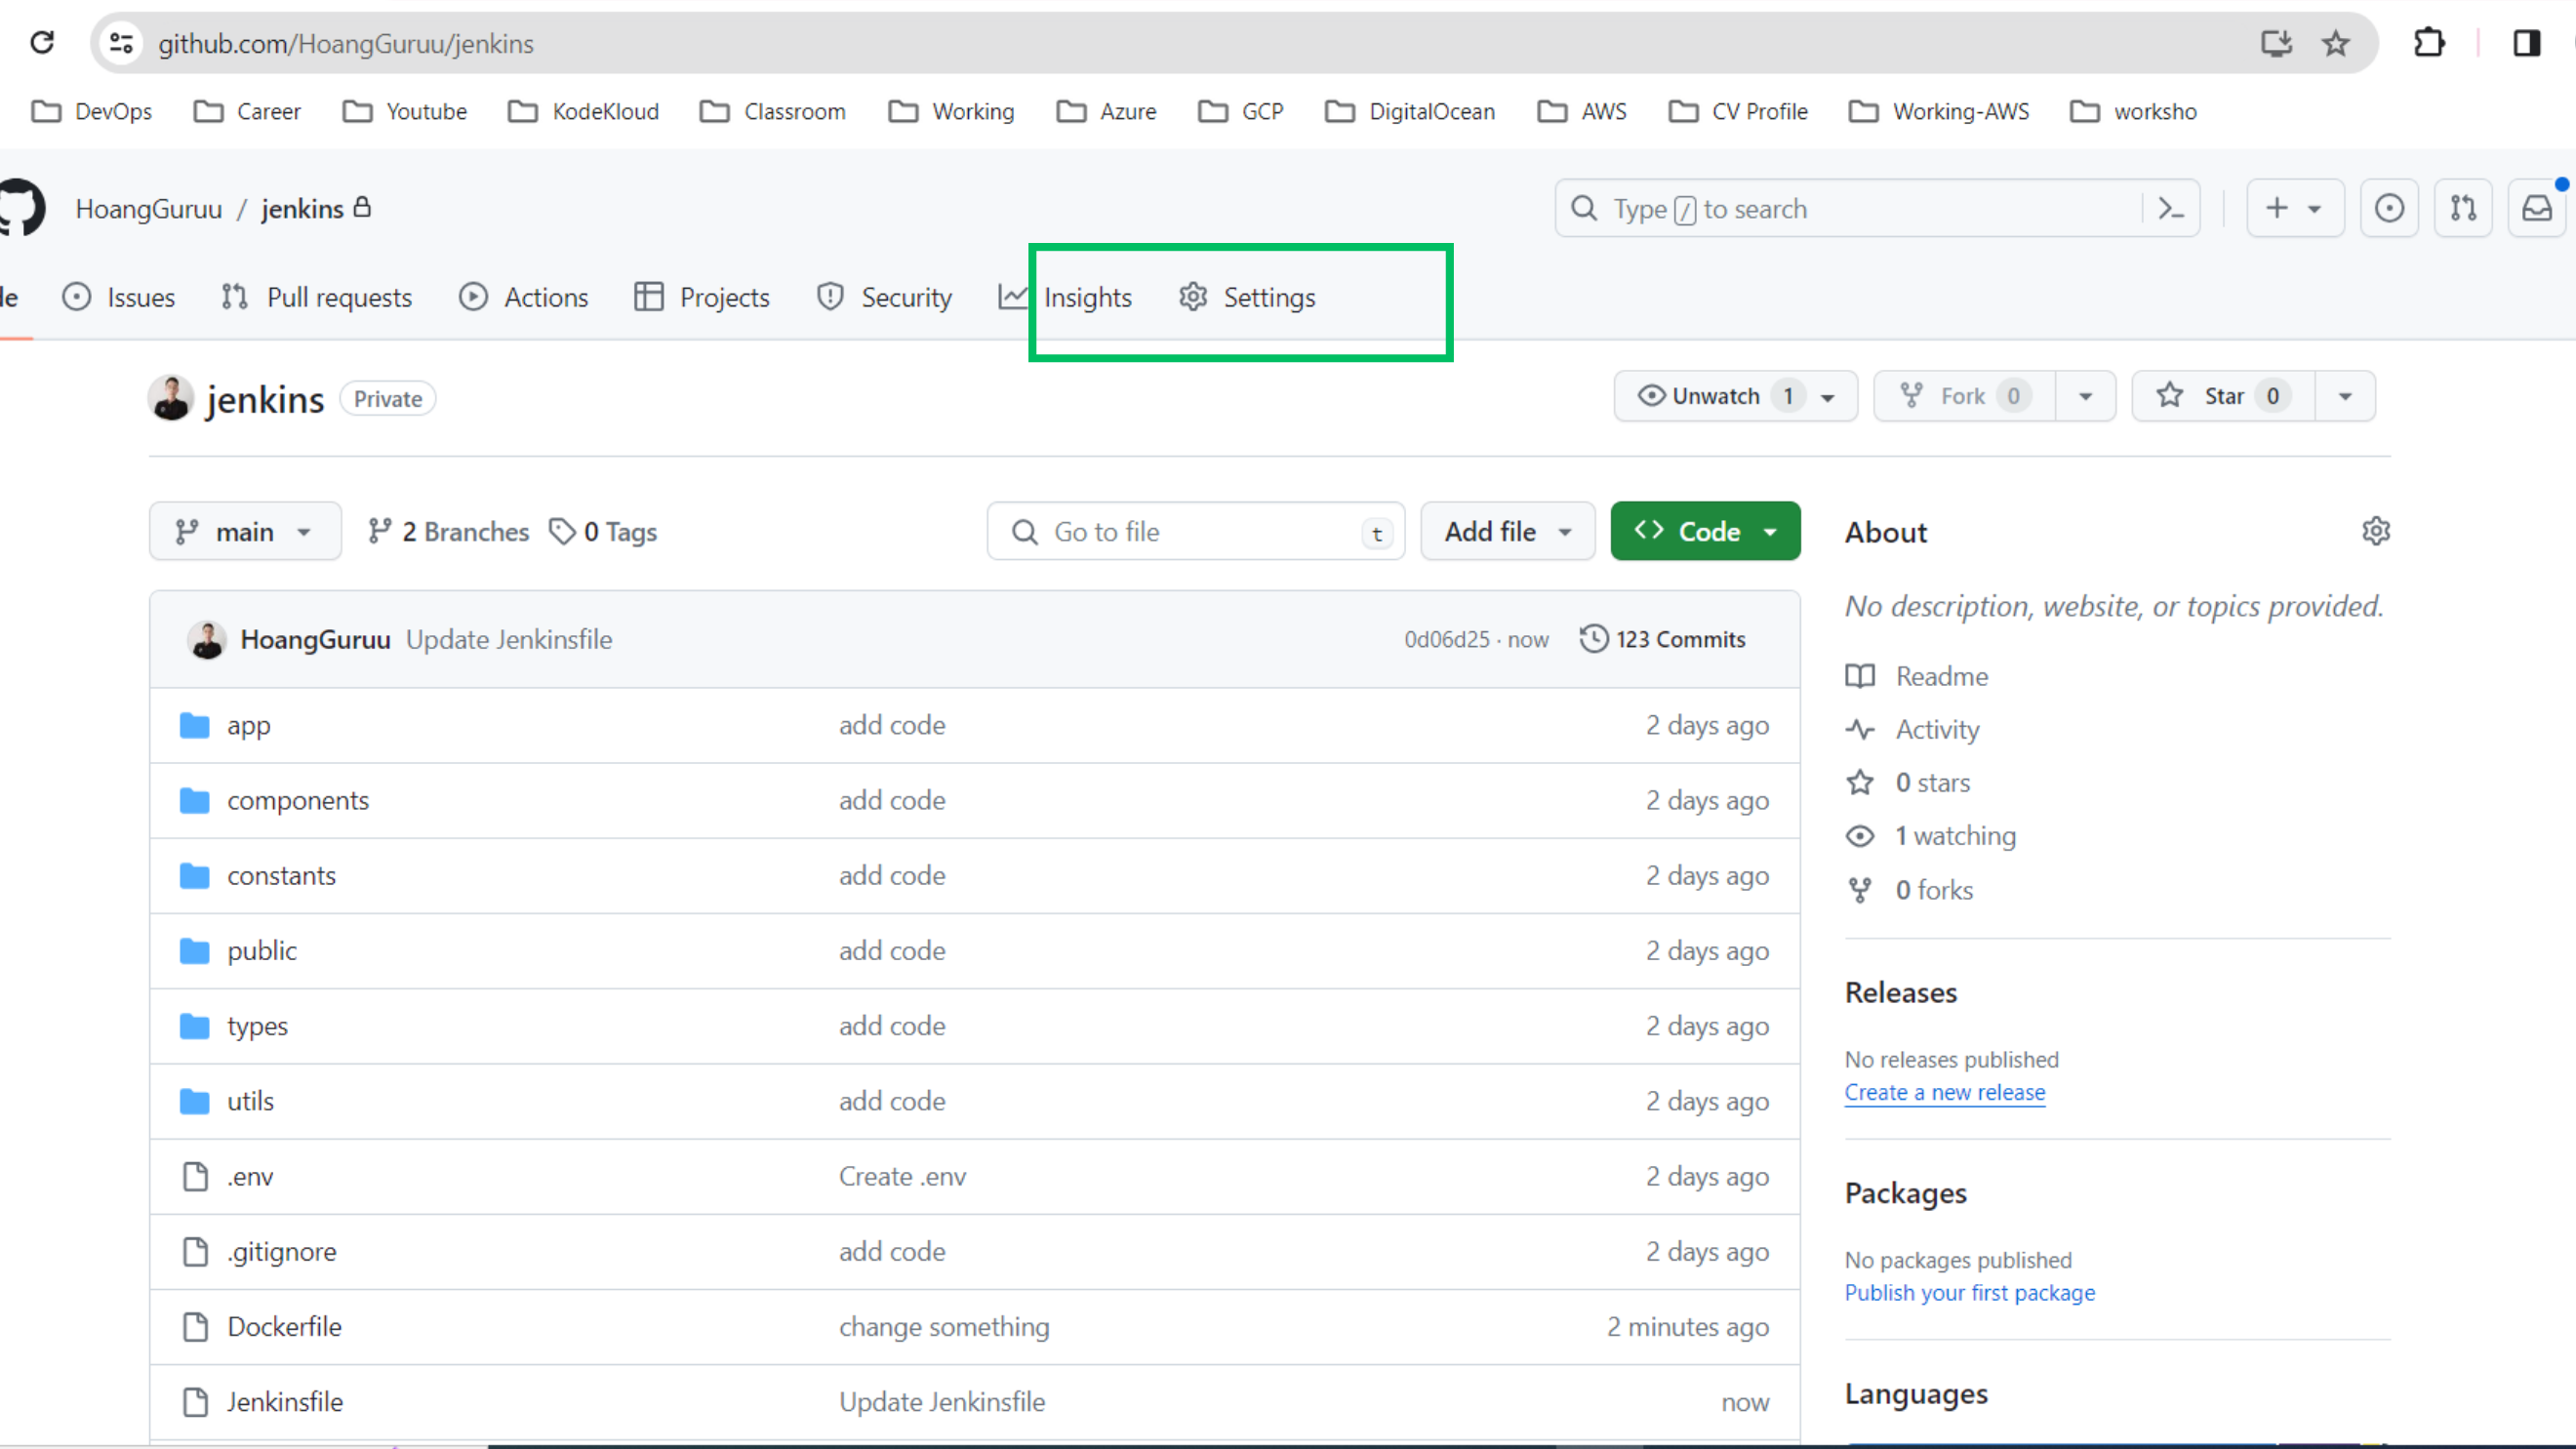 github.com/HoangGuruu/jenkins
DevOps Career Youtube KodeKloud Classroom Working Azure GCP DigitalOcean AWS CV Profile Working-AWS worksho
HoangGuruu / jenkins
Type / to search
Issues Pull requests Actions Projects Security Insights Settings
jenkins Private
Unwatch 1 Fork 0 Star 0
main 2 Branches 0 Tags
Go to file t Add file Code
HoangGuruu Update Jenkinsfile 0d06d25 · now 123 Commits
app add code 2 days ago
components add code 2 days ago
constants add code 2 days ago
public add code 2 days ago
types add code 2 days ago
utils add code 2 days ago
.env Create .env 2 days ago
.gitignore add code 2 days ago
Dockerfile change something 2 minutes ago
Jenkinsfile Update Jenkinsfile now
About
No description, website, or topics provided.
Readme
Activity
0 stars
1 watching
0 forks
Releases
No releases published
Create a new release
Packages
No packages published
Publish your first package
Languages